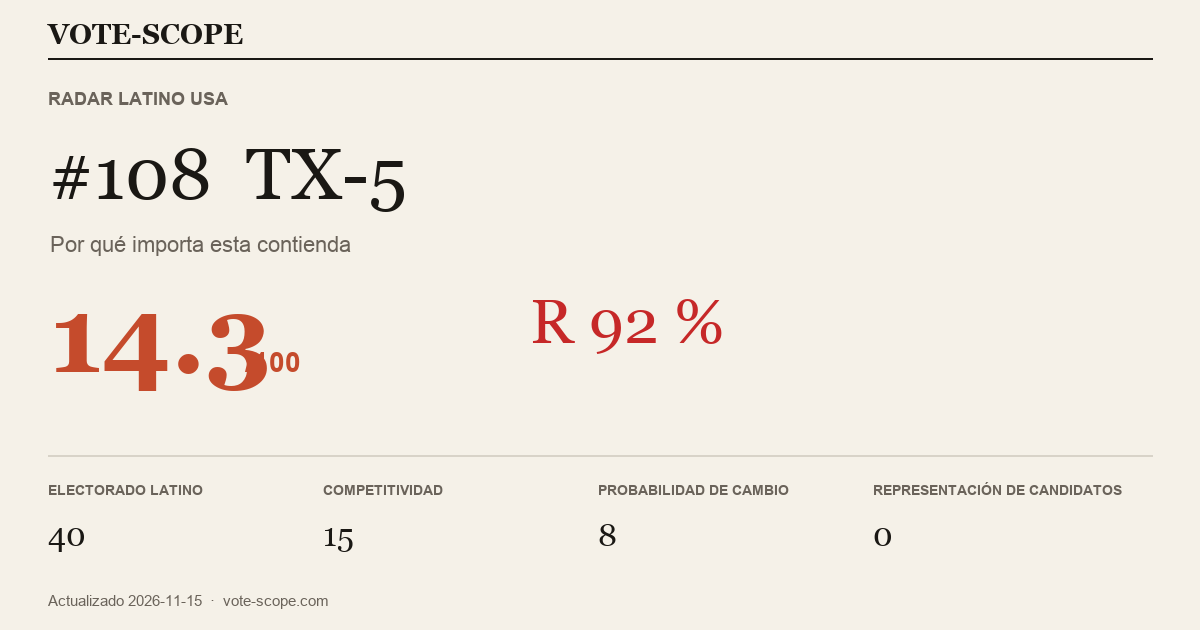 VOTE-SCOPE
RADAR LATINO USA
#108 TX-5
Por qué importa esta contienda
14.3 /100
R 92 %
ELECTORADO LATINO
COMPETITIVIDAD
PROBABILIDAD DE CAMBIO
REPRESENTACIÓN DE CANDIDATOS
40
15
8
0
Actualizado 2026-11-15 · vote-scope.com